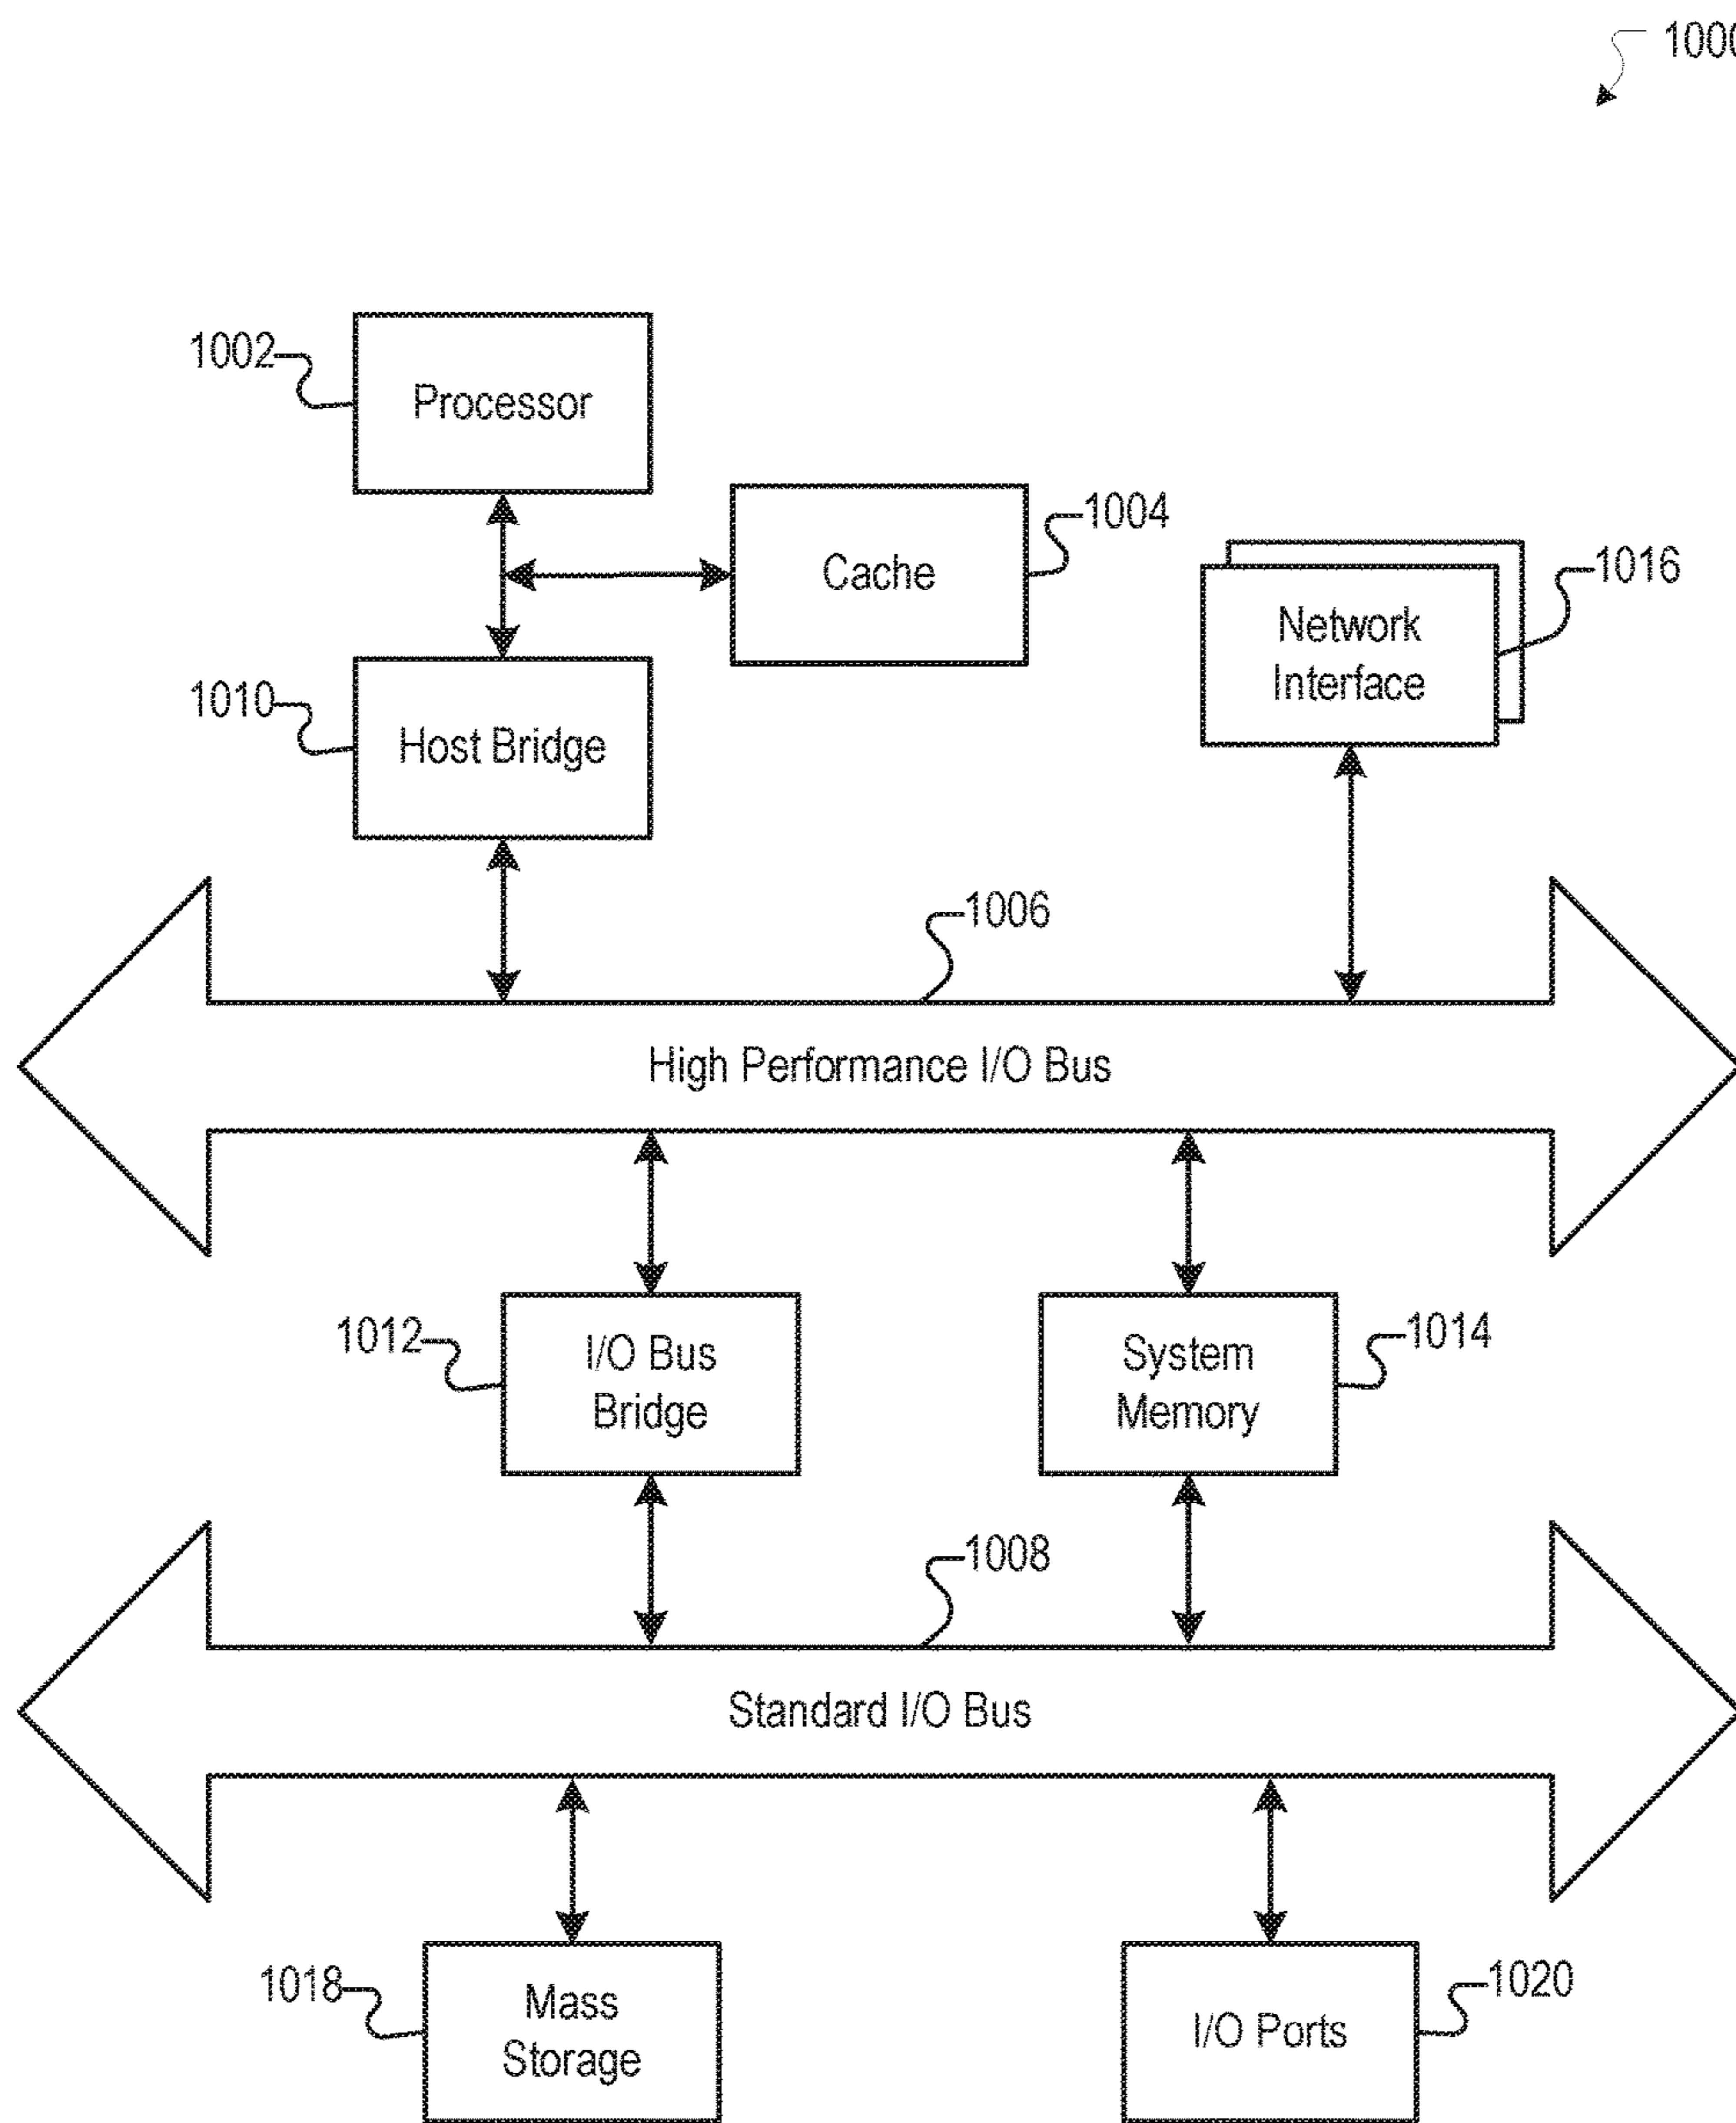 1000
1002
Processor
1004
Cache
1016
Network
Interface
1010
Host Bridge
1006
High Performance I/O Bus
1012
I/O Bus
Bridge
System
Memory
1014
1008
Standard I/O Bus
1018
Mass
Storage
I/O Ports
1020